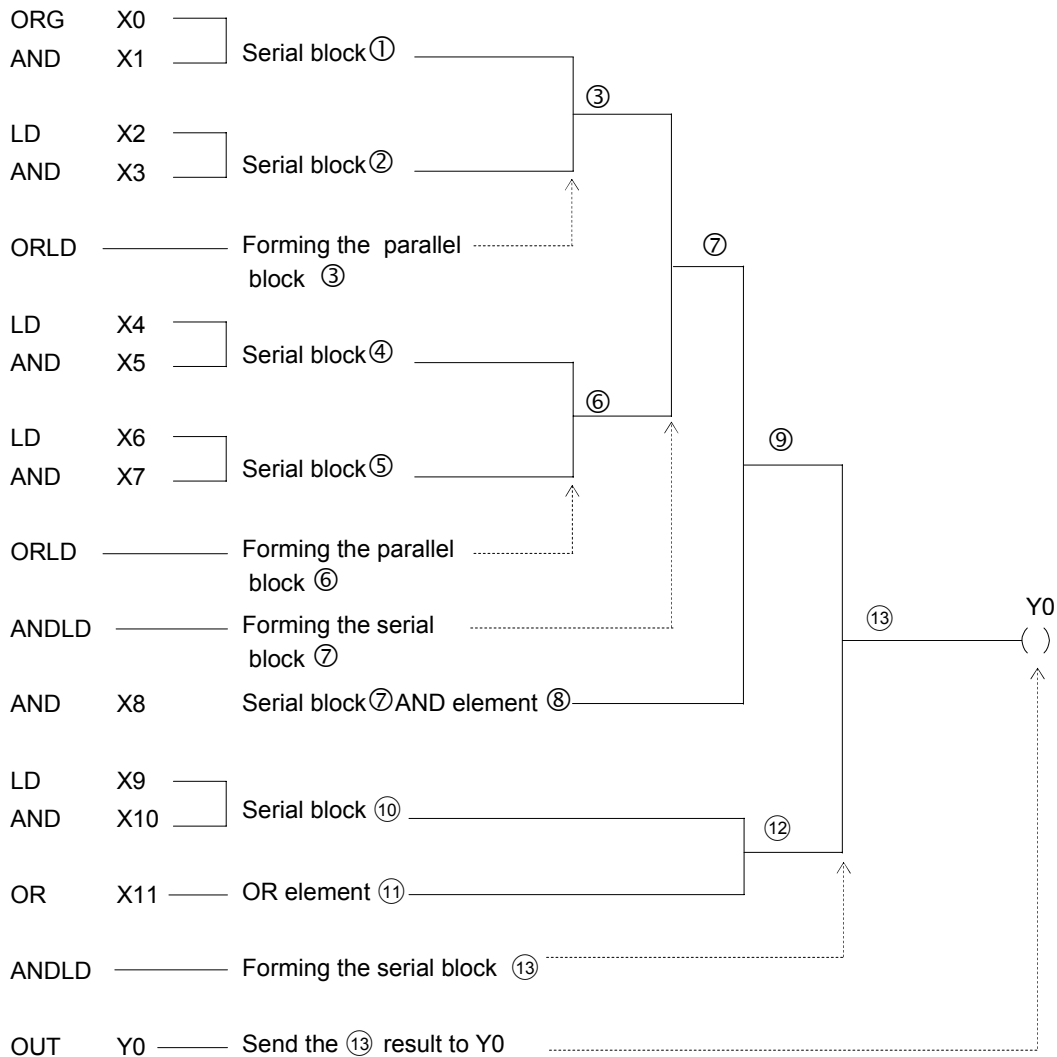 ORG X0
AND X1
Serial block①
③
LD X2
AND X3
Serial block②
ORLD Forming the parallel
block ③
⑦
LD X4
AND X5
Serial block④
⑥
LD X6
AND X7
Serial block⑤
⑨
ORLD Forming the parallel
block ⑥
ANDLD Forming the serial
block ⑦
⑬
Y0
( )
AND X8 Serial block⑦AND element ⑧
LD X9
AND X10
Serial block ⑩
⑫
OR X11 OR element ⑪
ANDLD Forming the serial block ⑬
OUT Y0 Send the ⑬ result to Y0